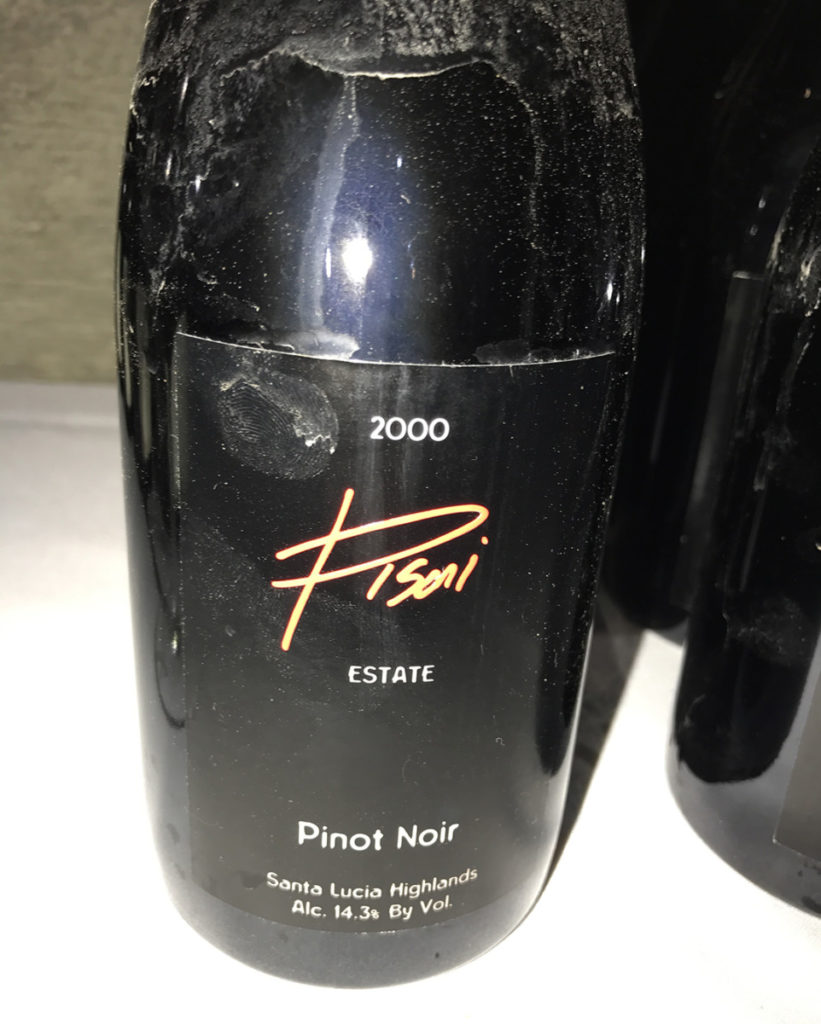 2000
Pisoni
ESTATE
Pinot Noir
Santa Lucia Highlands
Alc. 14.3% By Vol.